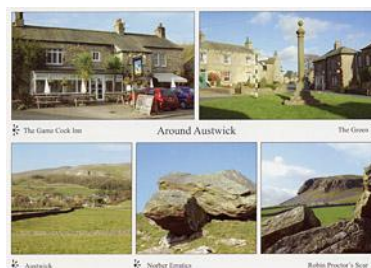 The Game Cock Inn
Around Austwick
The Green
Austwick
Norber Erratics
Robin Proctor's Scar